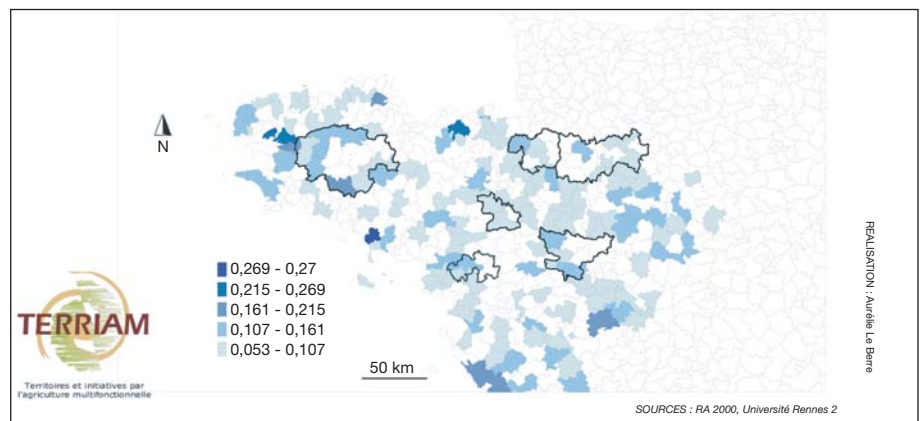 N
0,269 - 0,27
0,215 - 0,269
0,161 - 0,215
0,107 - 0,161
0,053 - 0,107
50 km
TERRIAM
Territoires et initiatives par
l'agriculture multifonctionnelle
REALISATION : Aurélie Le Berre
SOURCES : RA 2000, Université Rennes 2